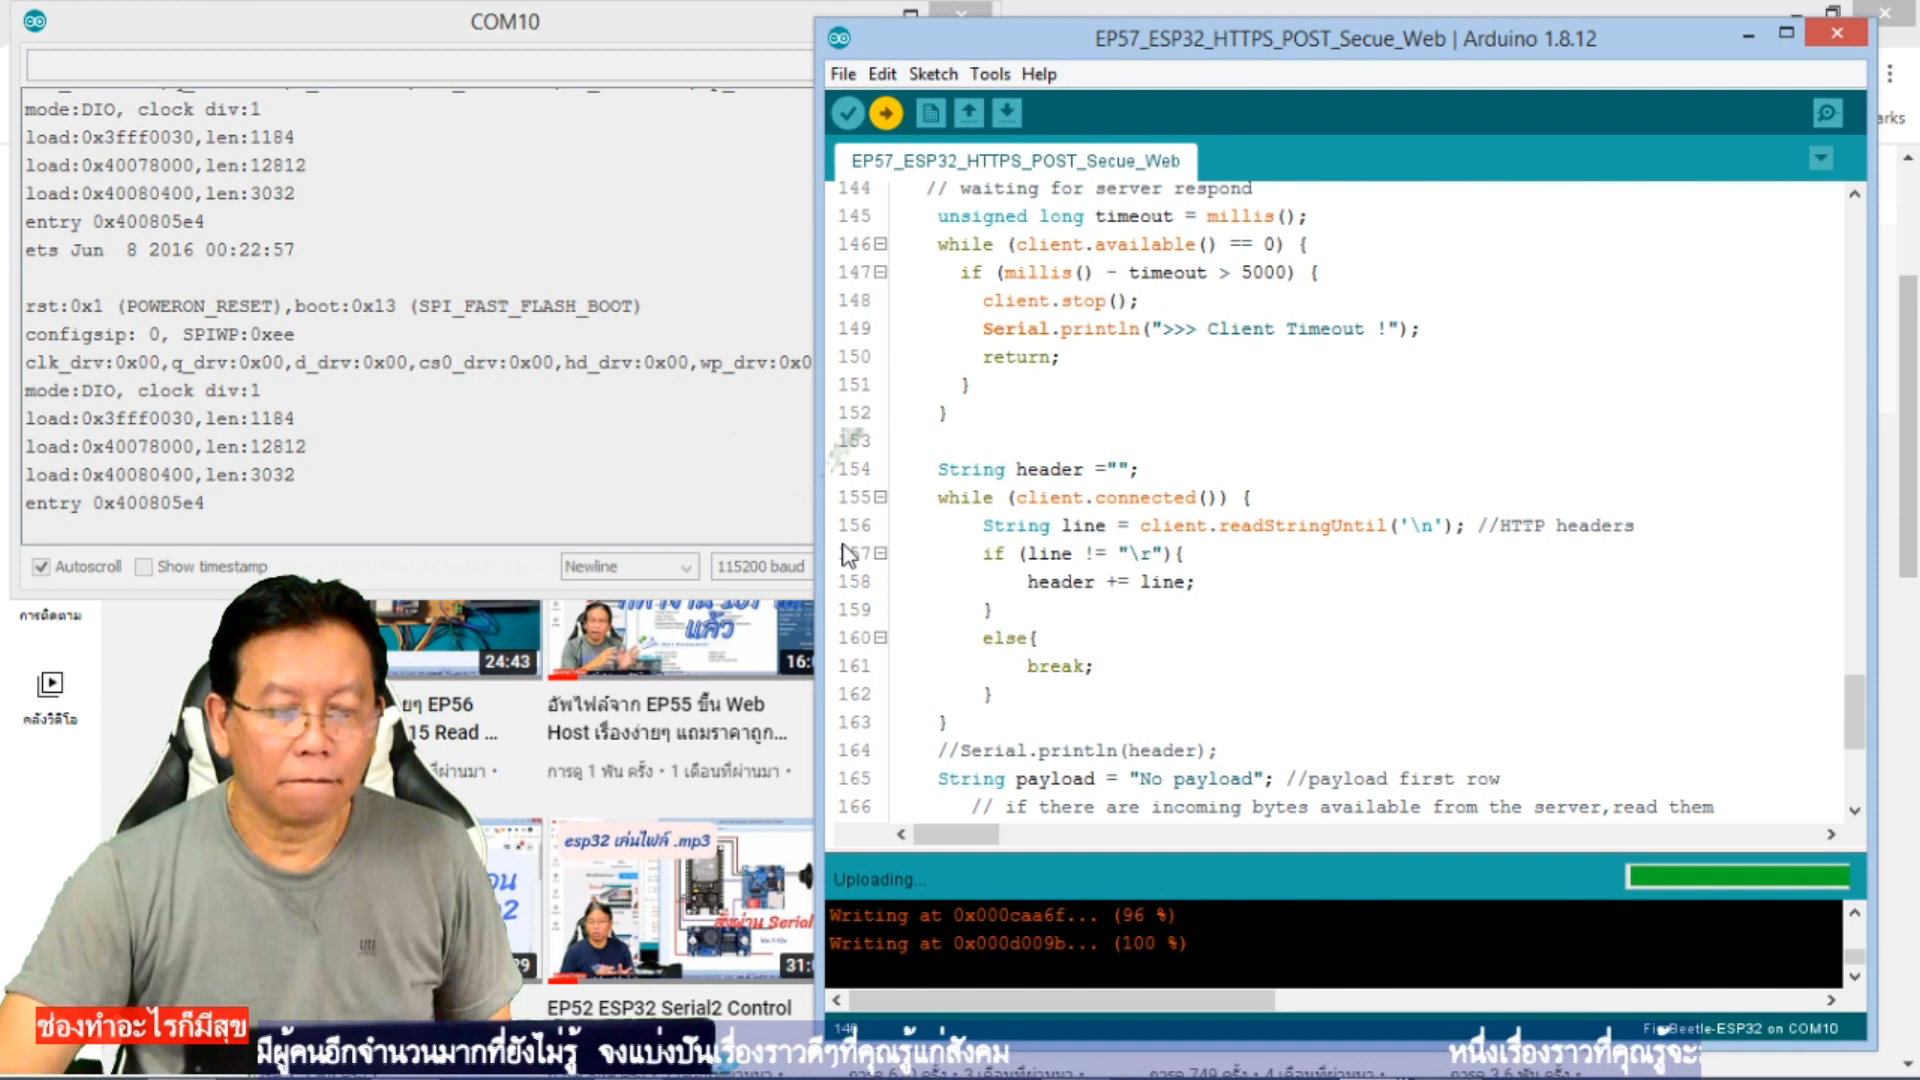 COM10
mode:DIO, clock div:1
load:0x3fff0030,len:1184
load:0x40078000,len:12812
load:0x40080400,len:3032
entry 0x400805e4
ets Jun  8 2016 00:22:57
rst:0x1 (POWERON_RESET),boot:0x13 (SPI_FAST_FLASH_BOOT)
configsip: 0, SPIWP:0xee
clk_drv:0x00,q_drv:0x00,d_drv:0x00,cs0_drv:0x00,hd_drv:0x00,wp_drv:0x0
mode:DIO, clock div:1
load:0x3fff0030,len:1184
load:0x40078000,len:12812
load:0x40080400,len:3032
entry 0x400805e4
Autoscroll Show timestamp Newline 115200 baud
EP57_ESP32_HTTPS_POST_Secue_Web | Arduino 1.8.12
File Edit Sketch Tools Help
arks
EP57_ESP32_HTTPS_POST_Secue_Web
144 // waiting for server respond
145 unsigned long timeout = millis();
146 while (client.available() == 0) {
147 if (millis() - timeout > 5000) {
148 client.stop();
149 Serial.println(">>> Client Timeout !");
150 return;
151 }
152 }
153
154 String header ="";
155 while (client.connected()) {
156 String line = client.readStringUntil('\n'); //HTTP headers
157 if (line != "\r"){
158 header += line;
159 }
160 else{
161 break;
162 }
163 }
164 //Serial.println(header);
165 String payload = "No payload"; //payload first row
166 // if there are incoming bytes available from the server,read them
Uploading...
Writing at 0x000caa6f... (96 %)
Writing at 0x000d009b... (100 %)
Beetle-ESP32 on COM10
การติดตาม
คลังวิดีโอ
24:43
แล้ว
ยๆ EP56
15 Read ...
ที่ผ่านมา •
อัพไฟล์จาก EP55 ขึ้น Web
Host เรื่องง่ายๆ แถมราคาถูก...
การดู 1 พัน ครั้ง • 1 เดือนที่ผ่านมา •
esp32 เล่นไฟล์ .mp3
สั่งผ่าน Serial
EP52 ESP32 Serial2 Control
LITE
ช่องทำอะไรก็มีสุข
มีผู้คนอีกจำนวนมากที่ยังไม่รู้ จงแบ่งปันเรื่องราวดีๆที่คุณรู้แก่สังคม
หนึ่งเรื่องราวที่คุณรู้จะ